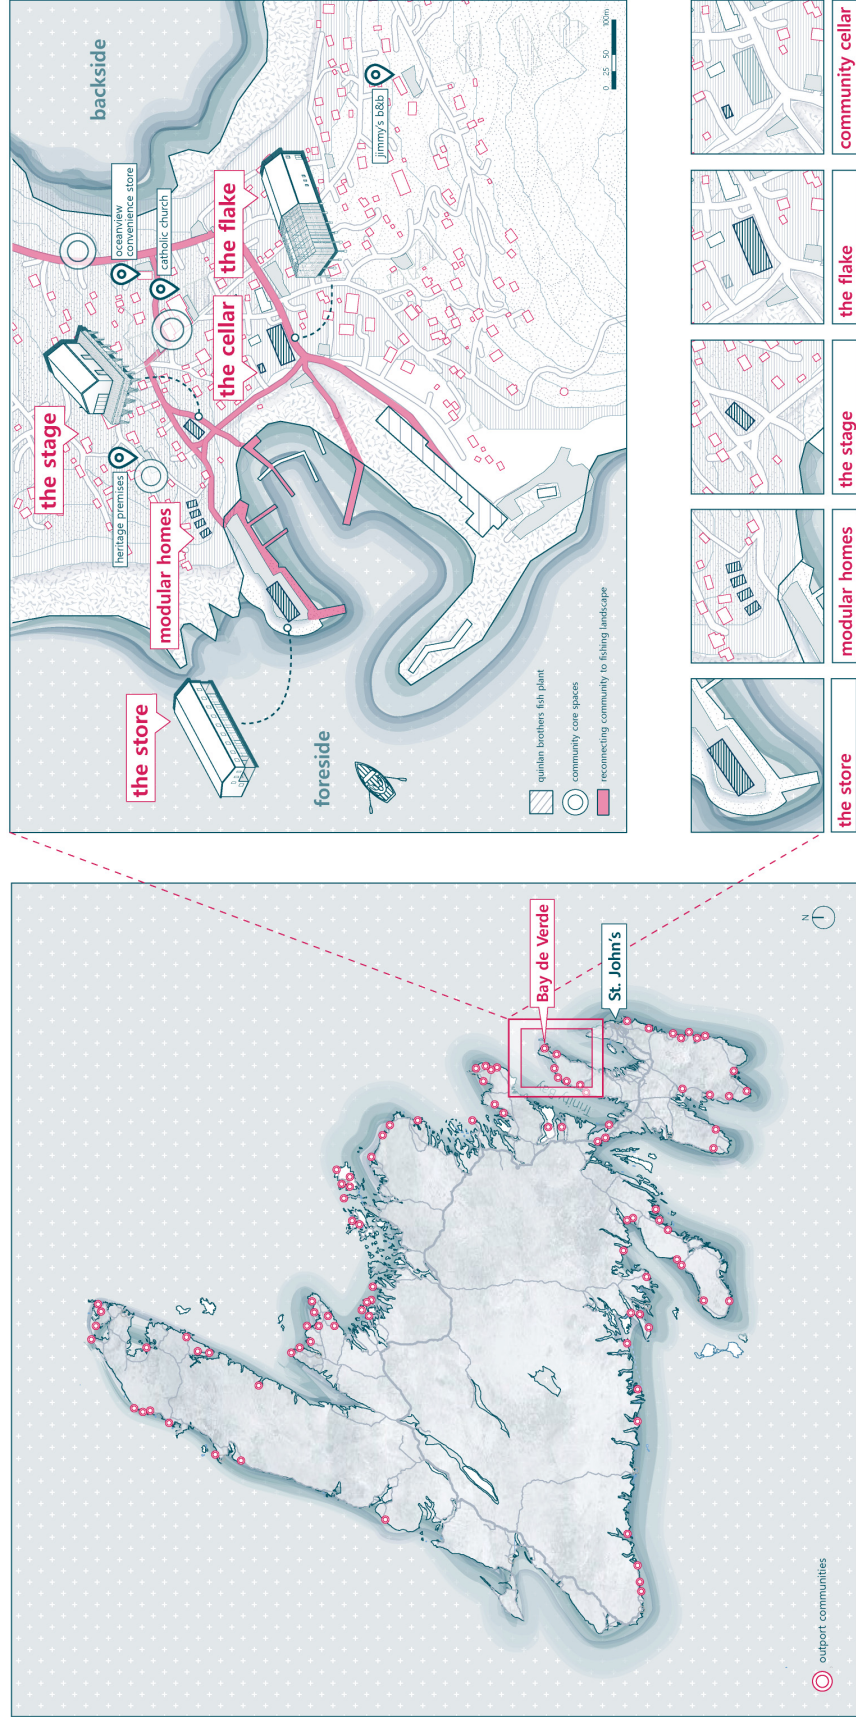 Bay de Verde
St. John's
Trinity Bay
N
outport communities
the store
modular homes
the stage
the cellar
the flake
heritage premises
oceanview
convenience store
catholic church
jimmy's b&b
backside
foreside
quinlan brothers fish plant
community core spaces
reconnecting community to fishing landscape
0 25 50 100m
the store
modular homes
the stage
the flake
community cellar